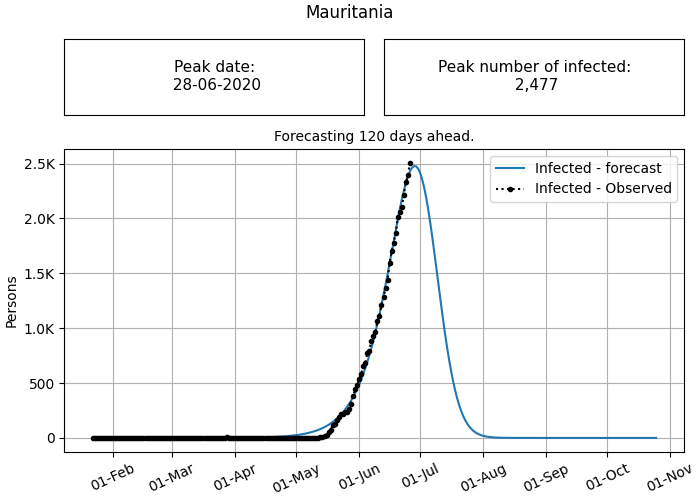 Mauritania
Peak date:
28-06-2020
Peak number of infected:
2,477
Forecasting 120 days ahead.
Infected - forecast
Infected - Observed
Persons
2.5K
2.0K
1.5K
1.0K
500
0
01-Feb
01-Mar
01-Apr
01-May
01-Jun
01-Jul
01-Aug
01-Sep
01-Oct
01-Nov